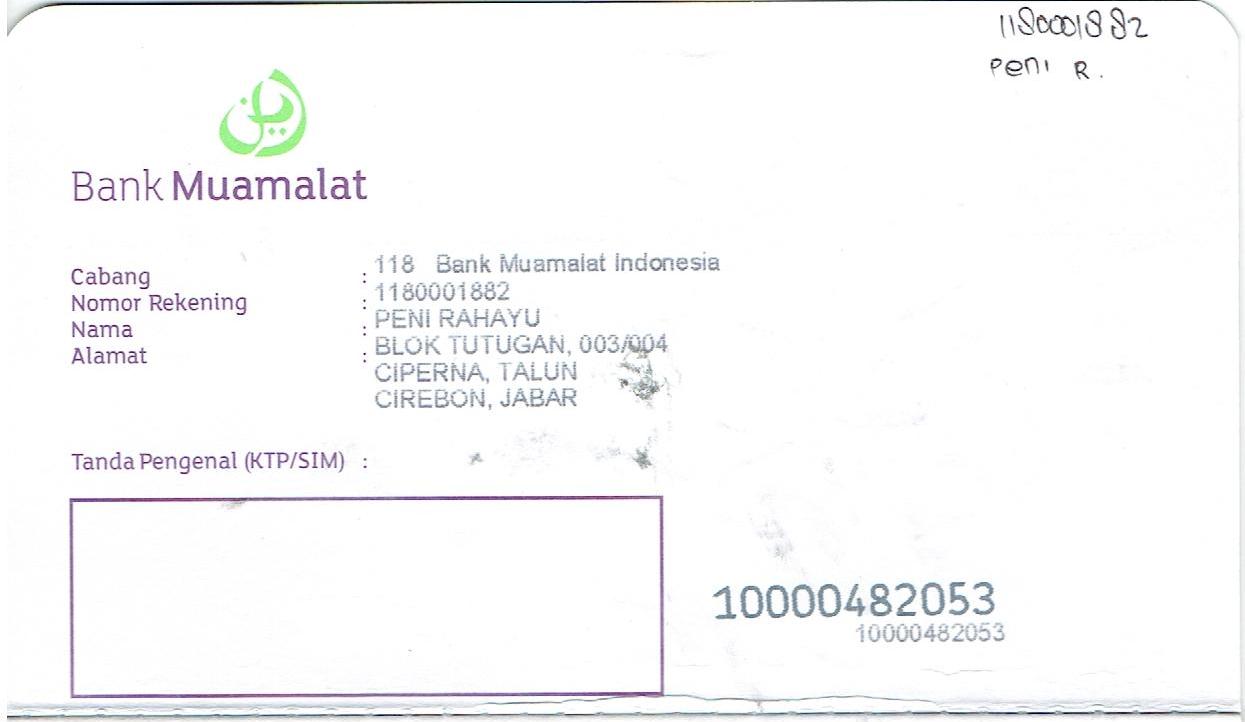 1180001882
Peni R.
Bank Muamalat
Cabang : 118 Bank Muamalat Indonesia
Nomor Rekening : 1180001882
Nama : PENI RAHAYU
Alamat : BLOK TUTUGAN, 003/004
CIPERNA, TALUN
CIREBON, JABAR
Tanda Pengenal (KTP/SIM) :
10000482053
10000482053